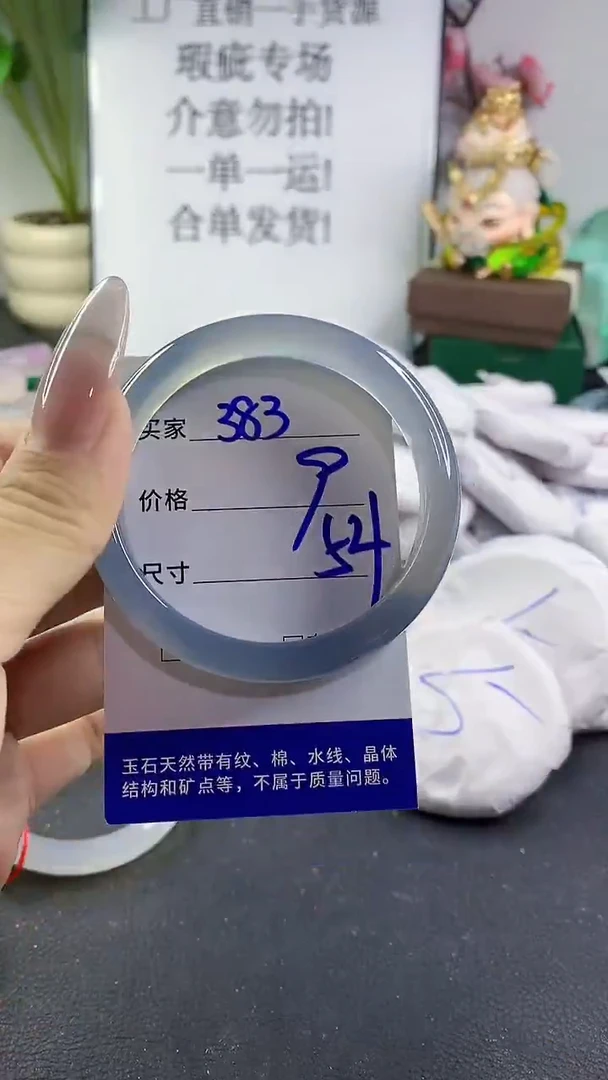 工厂直销一手货源
瑕疵专场
介意勿拍!
一单一运!
合单发货!
买家 383
价格
尺寸 54
玉石天然带有纹、棉、水线、晶体
结构和矿点等，不属于质量问题。